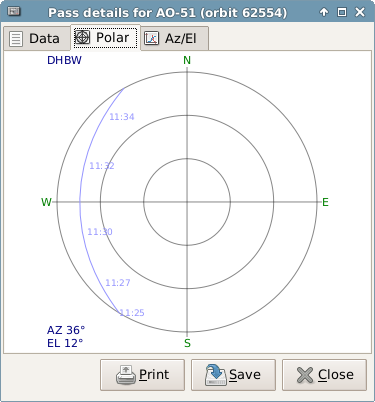 Pass details for AO-51 (orbit 62554)
Data Polar Az/El
DHBW
N
11:34
11:32
W E
11:30
11:27
11:25
AZ 36°
EL 12°
S
Print Save Close